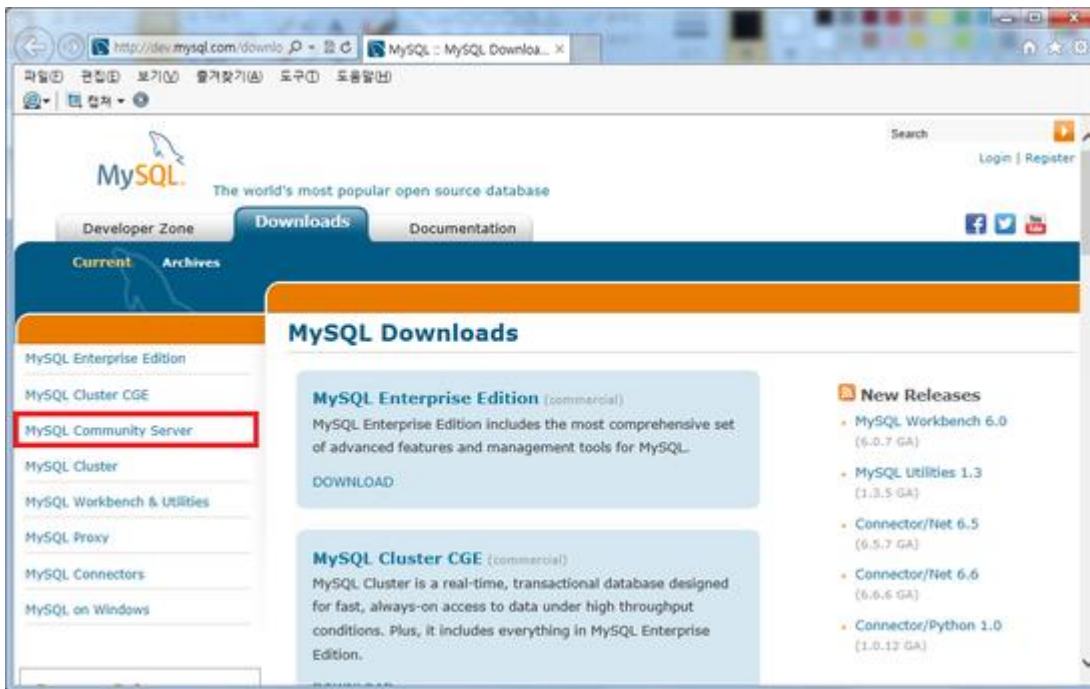 http://dev.mysql.com/downlo
MySQL :: MySQL Downloa...
파일(F) 편집(E) 보기(V) 즐겨찾기(A) 도구(T) 도움말(H)
캡쳐
Search
Login | Register
MySQL.
The world's most popular open source database
Developer Zone
Downloads
Documentation
Current
Archives
MySQL Enterprise Edition
MySQL Cluster CGE
MySQL Community Server
MySQL Cluster
MySQL Workbench & Utilities
MySQL Proxy
MySQL Connectors
MySQL on Windows
MySQL Downloads
MySQL Enterprise Edition (commercial)
MySQL Enterprise Edition includes the most comprehensive set
of advanced features and management tools for MySQL.
DOWNLOAD
MySQL Cluster CGE (commercial)
MySQL Cluster is a real-time, transactional database designed
for fast, always-on access to data under high throughput
conditions. Plus, it includes everything in MySQL Enterprise
Edition.
New Releases
MySQL Workbench 6.0
(6.0.7 GA)
MySQL Utilities 1.3
(1.3.5 GA)
Connector/Net 6.5
(6.5.7 GA)
Connector/Net 6.6
(6.6.6 GA)
Connector/Python 1.0
(1.0.12 GA)